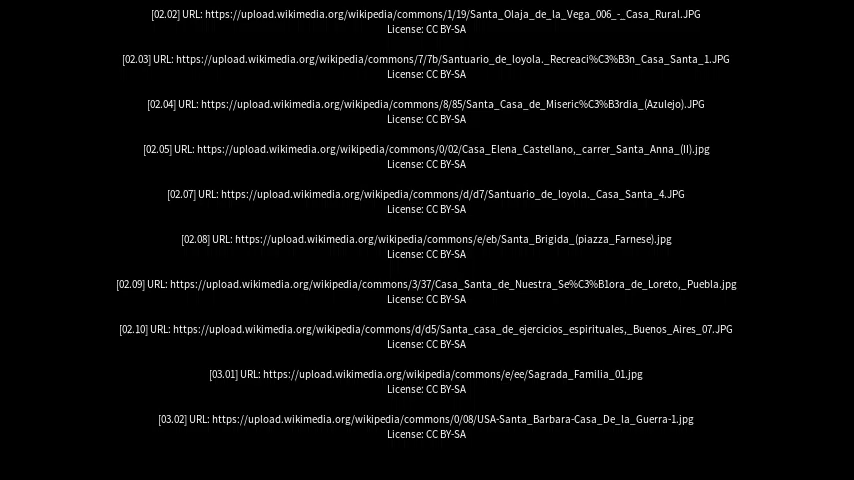 [02.02] URL: https://upload.wikimedia.org/wikipedia/commons/1/19/Santa_Olaja_de_la_Vega_006_-_Casa_Rural.JPG
License: CC BY-SA
[02.03] URL: https://upload.wikimedia.org/wikipedia/commons/7/7b/Santuario_de_loyola._Recreaci%C3%B3n_Casa_Santa_1.JPG
License: CC BY-SA
[02.04] URL: https://upload.wikimedia.org/wikipedia/commons/8/85/Santa_Casa_de_Miseric%C3%B3rdia_(Azulejo).JPG
License: CC BY-SA
[02.05] URL: https://upload.wikimedia.org/wikipedia/commons/0/02/Casa_Elena_Castellano,_carrer_Santa_Anna_(II).jpg
License: CC BY-SA
[02.07] URL: https://upload.wikimedia.org/wikipedia/commons/d/d7/Santuario_de_loyola._Casa_Santa_4.JPG
License: CC BY-SA
[02.08] URL: https://upload.wikimedia.org/wikipedia/commons/e/eb/Santa_Brigida_(piazza_Farnese).jpg
License: CC BY-SA
[02.09] URL: https://upload.wikimedia.org/wikipedia/commons/3/37/Casa_Santa_de_Nuestra_Se%C3%B1ora_de_Loreto,_Puebla.jpg
License: CC BY-SA
[02.10] URL: https://upload.wikimedia.org/wikipedia/commons/d/d5/Santa_casa_de_ejercicios_espirituales,_Buenos_Aires_07.JPG
License: CC BY-SA
[03.01] URL: https://upload.wikimedia.org/wikipedia/commons/e/ee/Sagrada_Familia_01.jpg
License: CC BY-SA
[03.02] URL: https://upload.wikimedia.org/wikipedia/commons/0/08/USA-Santa_Barbara-Casa_De_la_Guerra-1.jpg
License: CC BY-SA